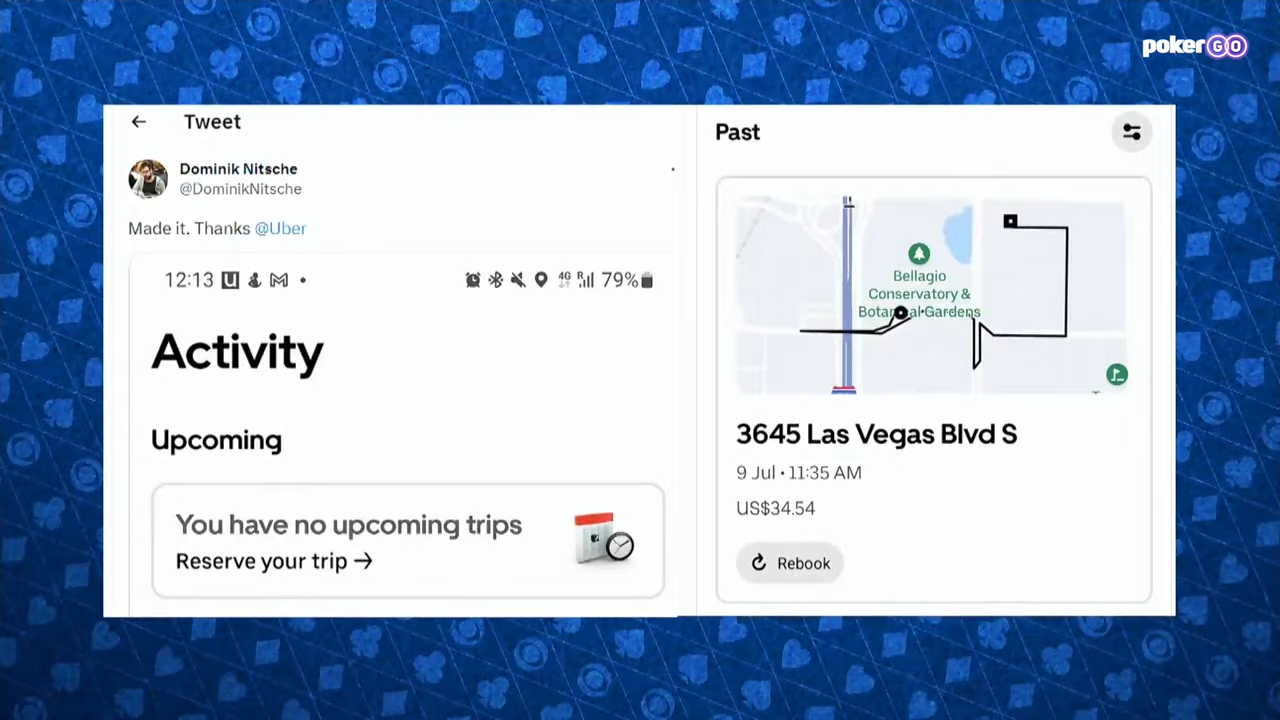 pokerGO
Tweet
Dominik Nitsche
@DominikNitsche
Made it. Thanks @Uber
12:13
4G
R
79%
Activity
Upcoming
You have no upcoming trips
Reserve your trip →
Past
Bellagio
Conservatory &
Botanical Gardens
3645 Las Vegas Blvd S
9 Jul • 11:35 AM
US$34.54
Rebook